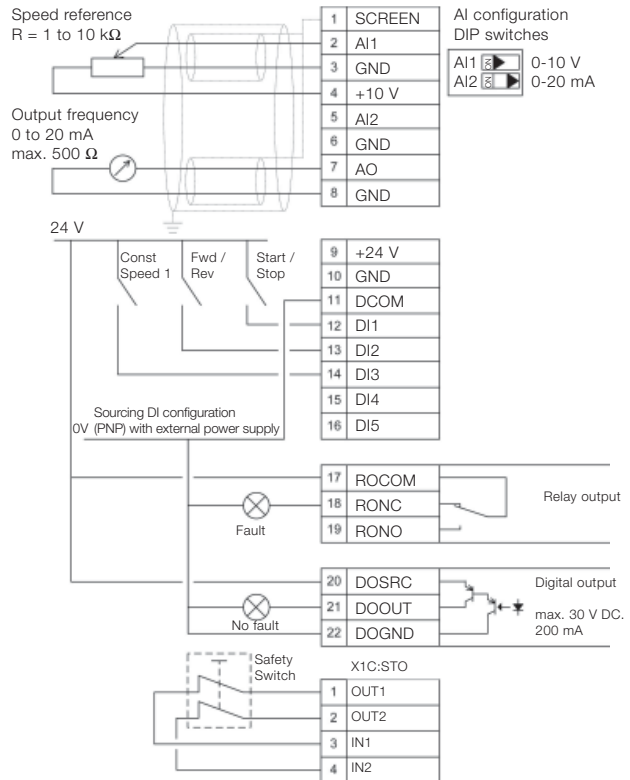 Speed reference
R = 1 to 10 kΩ
1 SCREEN
2 AI1
3 GND
4 +10 V
5 AI2
6 GND
7 AO
8 GND
AI configuration
DIP switches
AI1 ON 0-10 V
AI2 ON 0-20 mA
Output frequency
0 to 20 mA
max. 500 Ω
24 V
Const
Speed 1
Fwd /
Rev
Start /
Stop
9 +24 V
10 GND
11 DCOM
12 DI1
13 DI2
14 DI3
15 DI4
16 DI5
Sourcing DI configuration
0V (PNP) with external power supply
17 ROCOM
18 RONC
19 RONO
Relay output
Fault
20 DOSRC
21 DOOUT
22 DOGND
Digital output
max. 30 V DC.
200 mA
No fault
Safety
Switch
X1C:STO
1 OUT1
2 OUT2
3 IN1
4 IN2